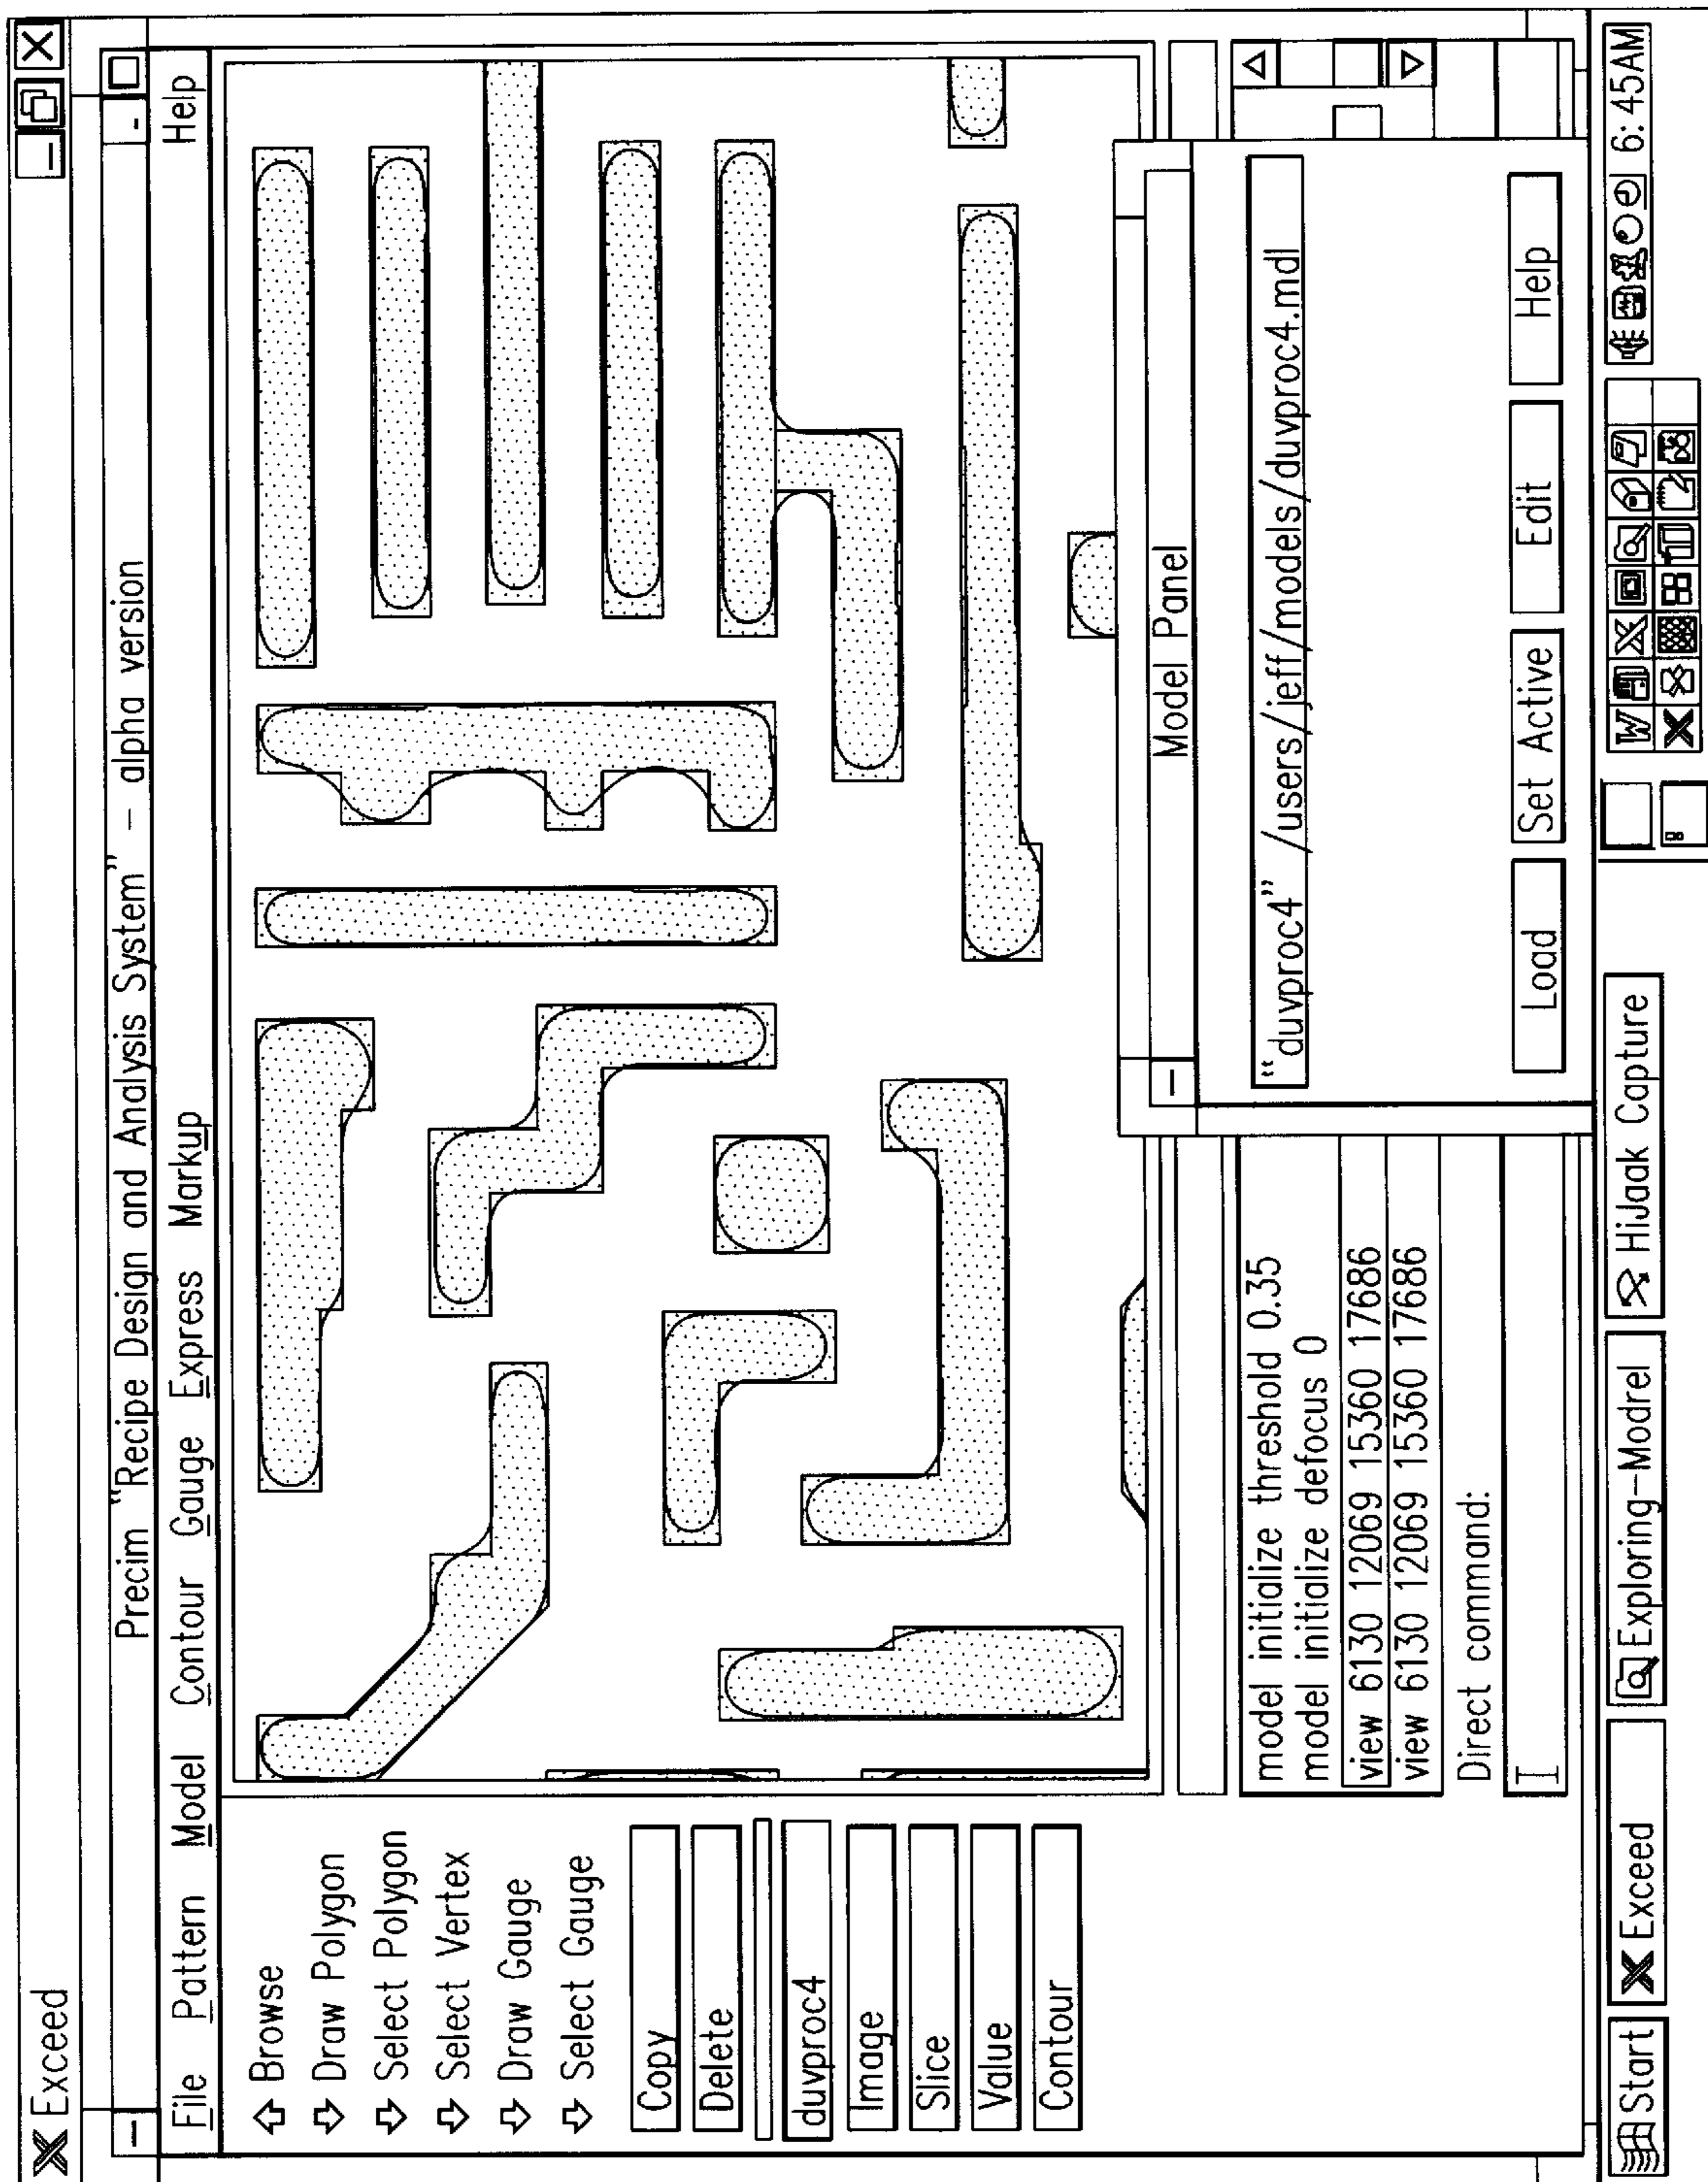 X Exceed
Precim "Recipe Design and Analysis System" – alpha version
File Pattern Model Contour Gauge Express Markup Help
Browse
Draw Polygon
Select Polygon
Select Vertex
Draw Gauge
Select Gauge
Copy
Delete
duvproc4
Image
Slice
Value
Contour
model initialize threshold 0.35
model initialize defocus 0
view 6130 12069 15360 17686
view 6130 12069 15360 17686
Direct command:
Model Panel
"duvproc4" /users/jeff/models/duvproc4.mdl
Load Set Active Edit Help
Start X Exceed Exploring-Modrel HiJaak Capture W X X 6:45AM